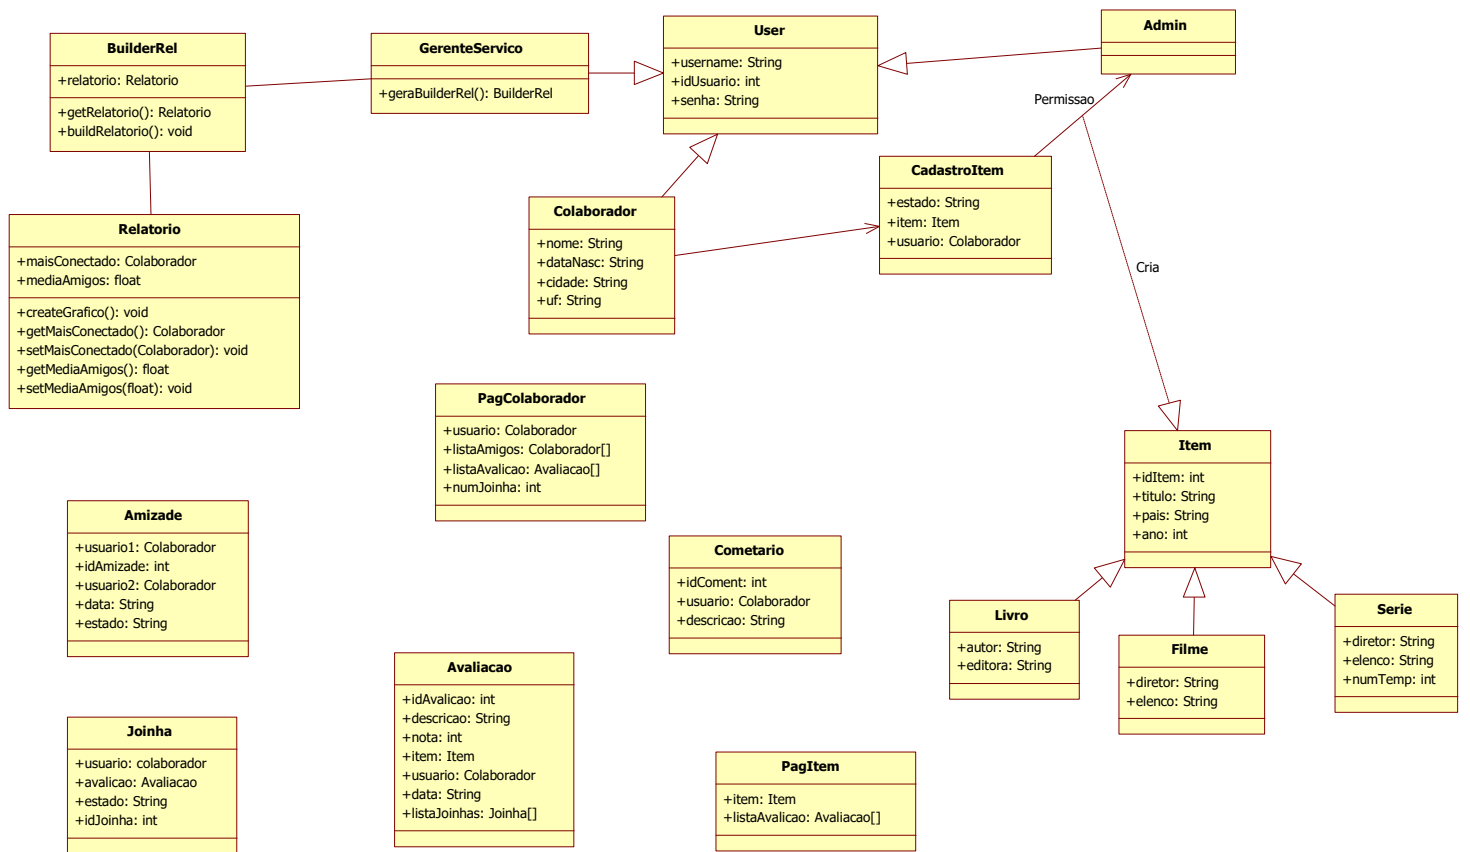 BuilderRel
+relatorio: Relatorio
+getRelatorio(): Relatorio
+buildRelatorio(): void
GerenteServico
+geraBuilderRel(): BuilderRel
User
+username: String
+idUsuario: int
+senha: String
Admin
Permissao
CadastroItem
+estado: String
+item: Item
+usuario: Colaborador
Colaborador
+nome: String
+dataNasc: String
+cidade: String
+uf: String
Cria
Relatorio
+maisConectado: Colaborador
+mediaAmigos: float
+createGrafico(): void
+getMaisConectado(): Colaborador
+setMaisConectado(Colaborador): void
+getMediaAmigos(): float
+setMediaAmigos(float): void
PagColaborador
+usuario: Colaborador
+listaAmigos: Colaborador[]
+listaAvalicao: Avaliacao[]
+numJoinha: int
Item
+idItem: int
+titulo: String
+pais: String
+ano: int
Amizade
+usuario1: Colaborador
+idAmizade: int
+usuario2: Colaborador
+data: String
+estado: String
Cometario
+idComent: int
+usuario: Colaborador
+descricao: String
Livro
+autor: String
+editora: String
Filme
+diretor: String
+elenco: String
Serie
+diretor: String
+elenco: String
+numTemp: int
Avaliacao
+idAvalicao: int
+descricao: String
+nota: int
+item: Item
+usuario: Colaborador
+data: String
+listaJoinhas: Joinha[]
Joinha
+usuario: colaborador
+avalicao: Avaliacao
+estado: String
+idJoinha: int
PagItem
+item: Item
+listaAvalicao: Avaliacao[]